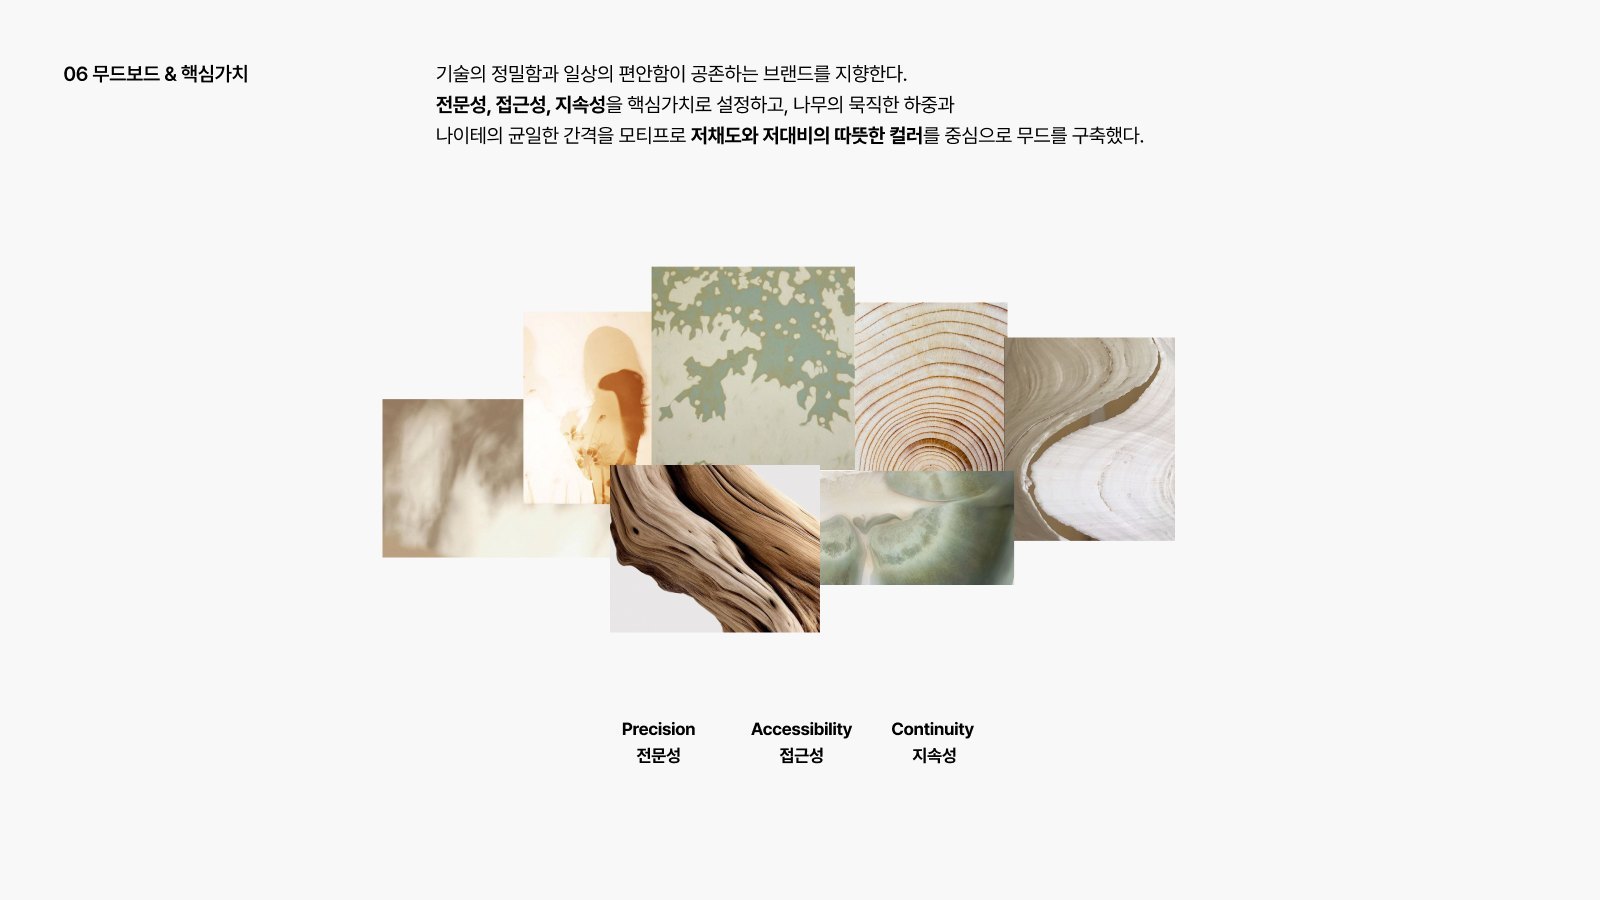 06 무드보드 & 핵심가치
기술의 정밀함과 일상의 편안함이 공존하는 브랜드를 지향한다.
전문성, 접근성, 지속성을 핵심가치로 설정하고, 나무의 묵직한 하중과
나이테의 균일한 간격을 모티프로 저채도와 저대비의 따뜻한 컬러를 중심으로 무드를 구축했다.
Precision
전문성
Accessibility
접근성
Continuity
지속성